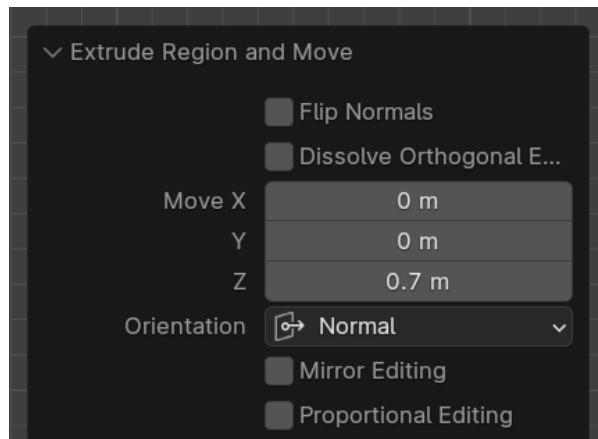 Extrude Region and Move
Flip Normals
Dissolve Orthogonal E...
Move X 0 m
Y 0 m
Z 0.7 m
Orientation Normal
Mirror Editing
Proportional Editing